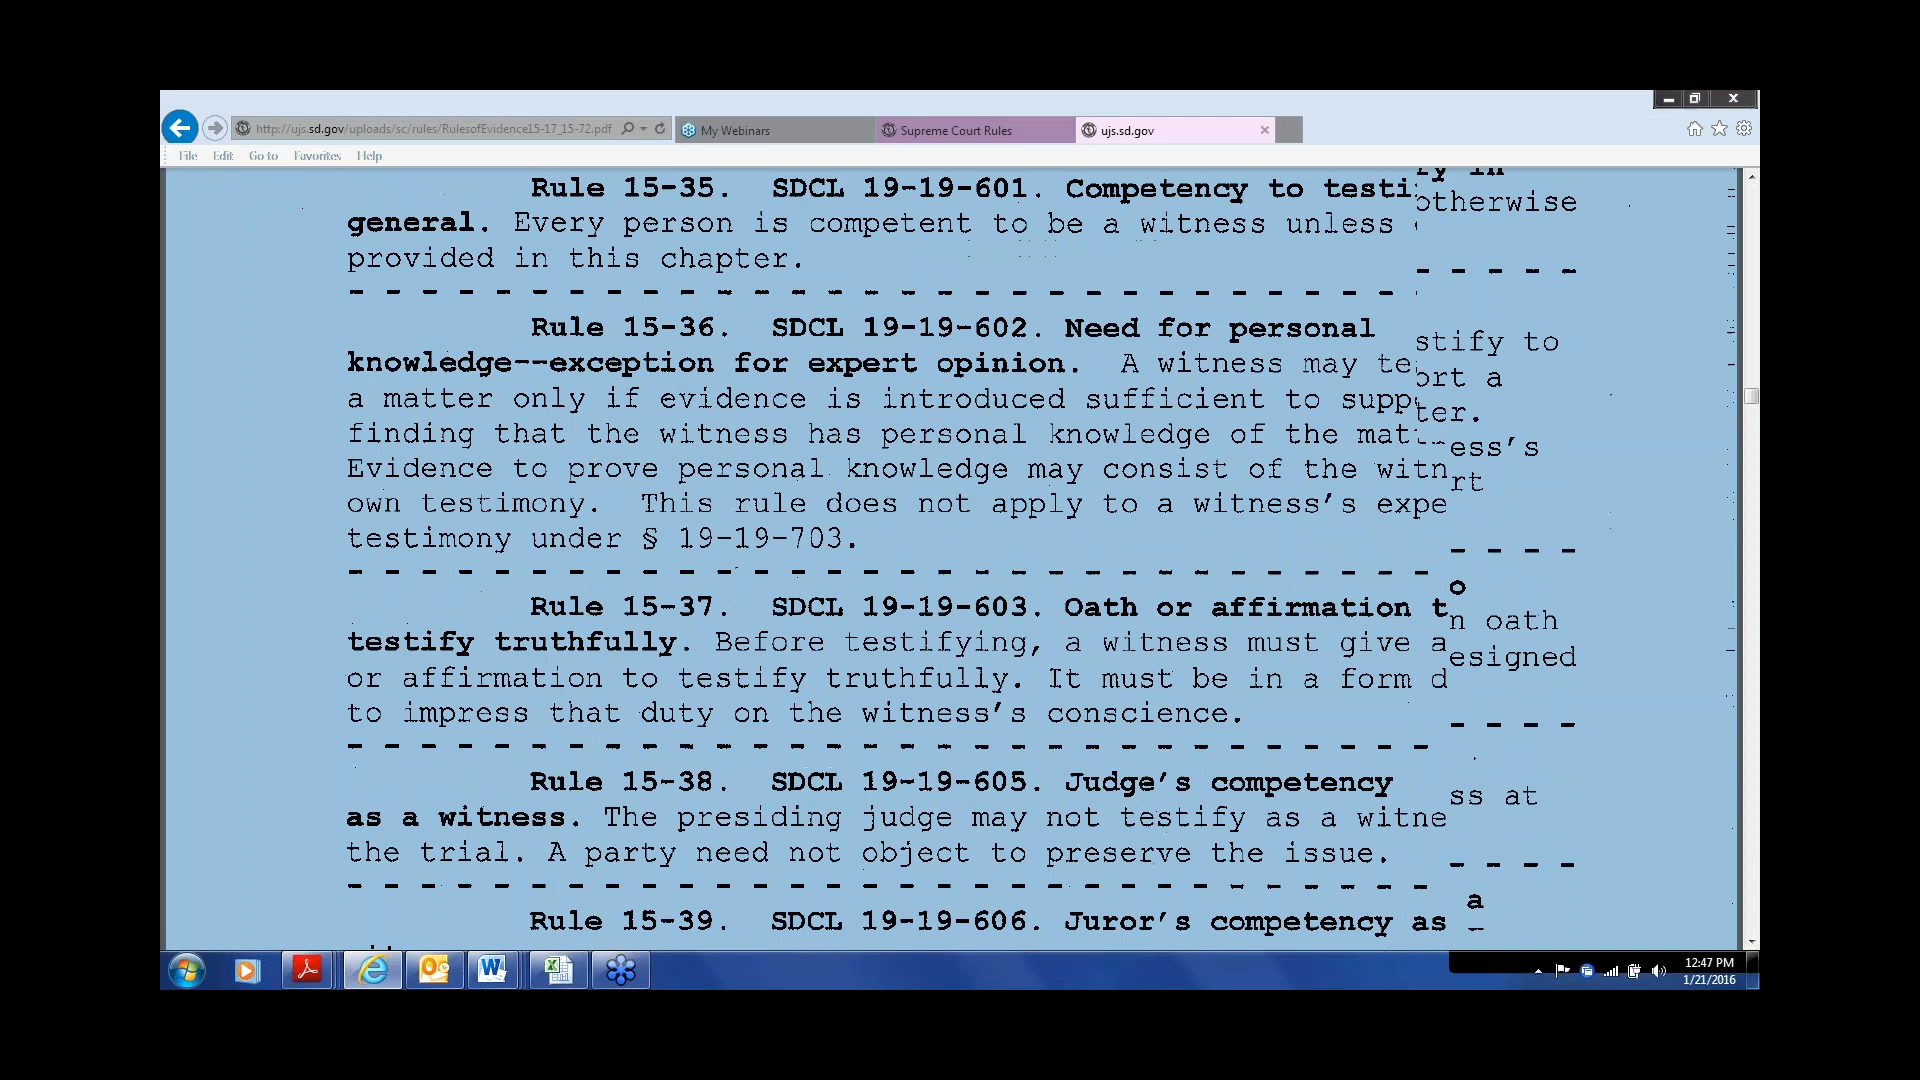 http://ujs.sd.gov/uploads/sc/rules/RulesofEvidence15-17_15-72.pdf
My Webinars
Supreme Court Rules
ujs.sd.gov
File Edit Go to Favorites Help
Rule 15-35. SDCL 19-19-601. Competency to testi
ry in
general. Every person is competent to be a witness unless
otherwise
provided in this chapter.
Rule 15-36. SDCL 19-19-602. Need for personal
knowledge--exception for expert opinion. A witness may te
stify to
a matter only if evidence is introduced sufficient to supp
ort a
finding that the witness has personal knowledge of the mat
ter.
Evidence to prove personal knowledge may consist of the witn
ess's
own testimony. This rule does not apply to a witness's expe
rt
testimony under § 19-19-703.
Rule 15-37. SDCL 19-19-603. Oath or affirmation t
o
testify truthfully. Before testifying, a witness must give a
n oath
or affirmation to testify truthfully. It must be in a form d
esigned
to impress that duty on the witness's conscience.
Rule 15-38. SDCL 19-19-605. Judge's competency
as a witness. The presiding judge may not testify as a witne
ss at
the trial. A party need not object to preserve the issue.
Rule 15-39. SDCL 19-19-606. Juror's competency as
a
12:47 PM
1/21/2016